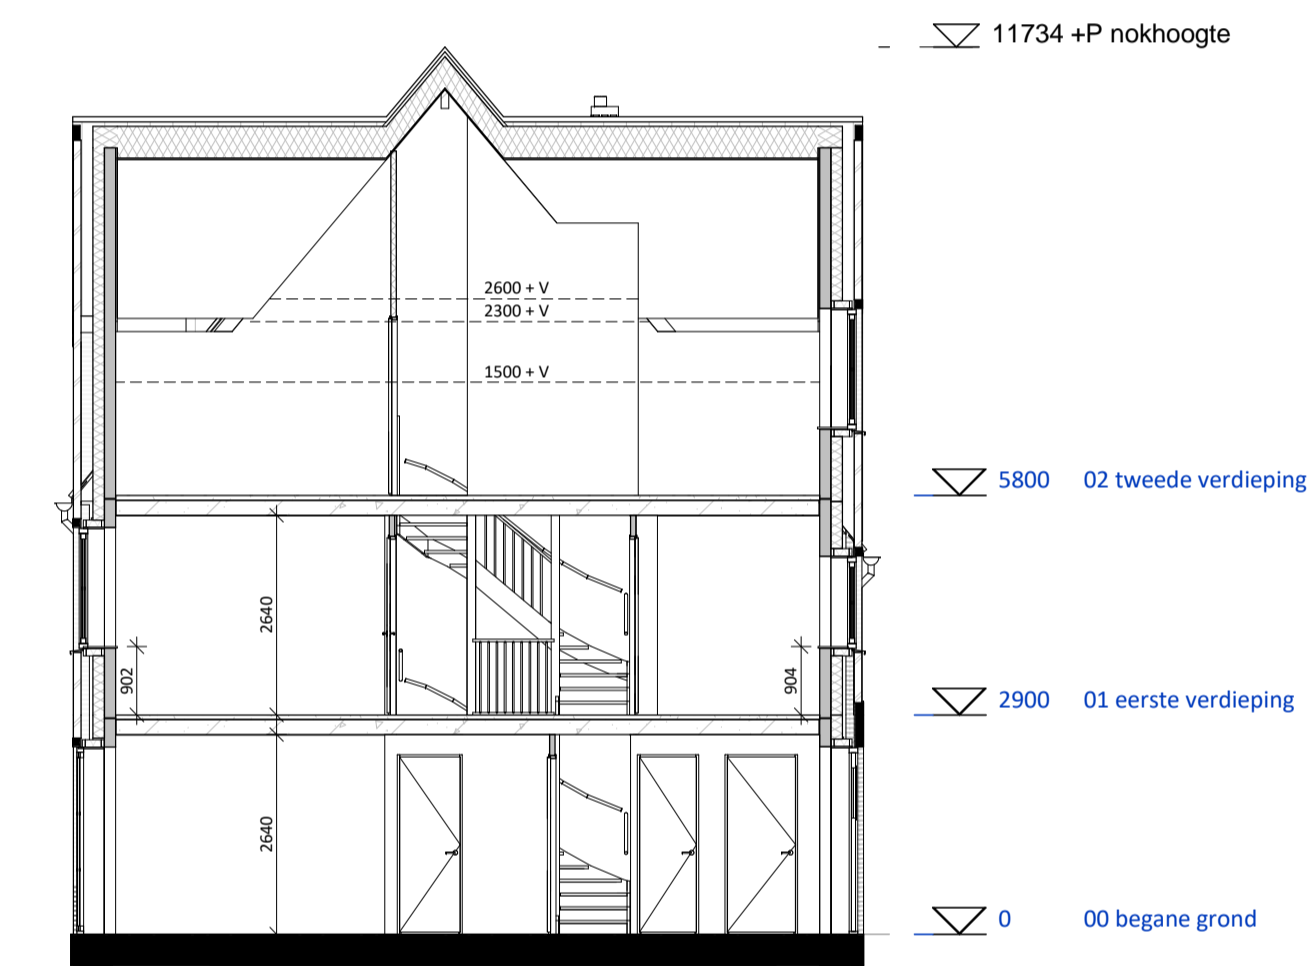 11734 +P nokhoogte
2600 + V
2300 + V
1500 + V
5800 02 tweede verdieping
2640
902
904
2900 01 eerste verdieping
2640
0 00 begane grond